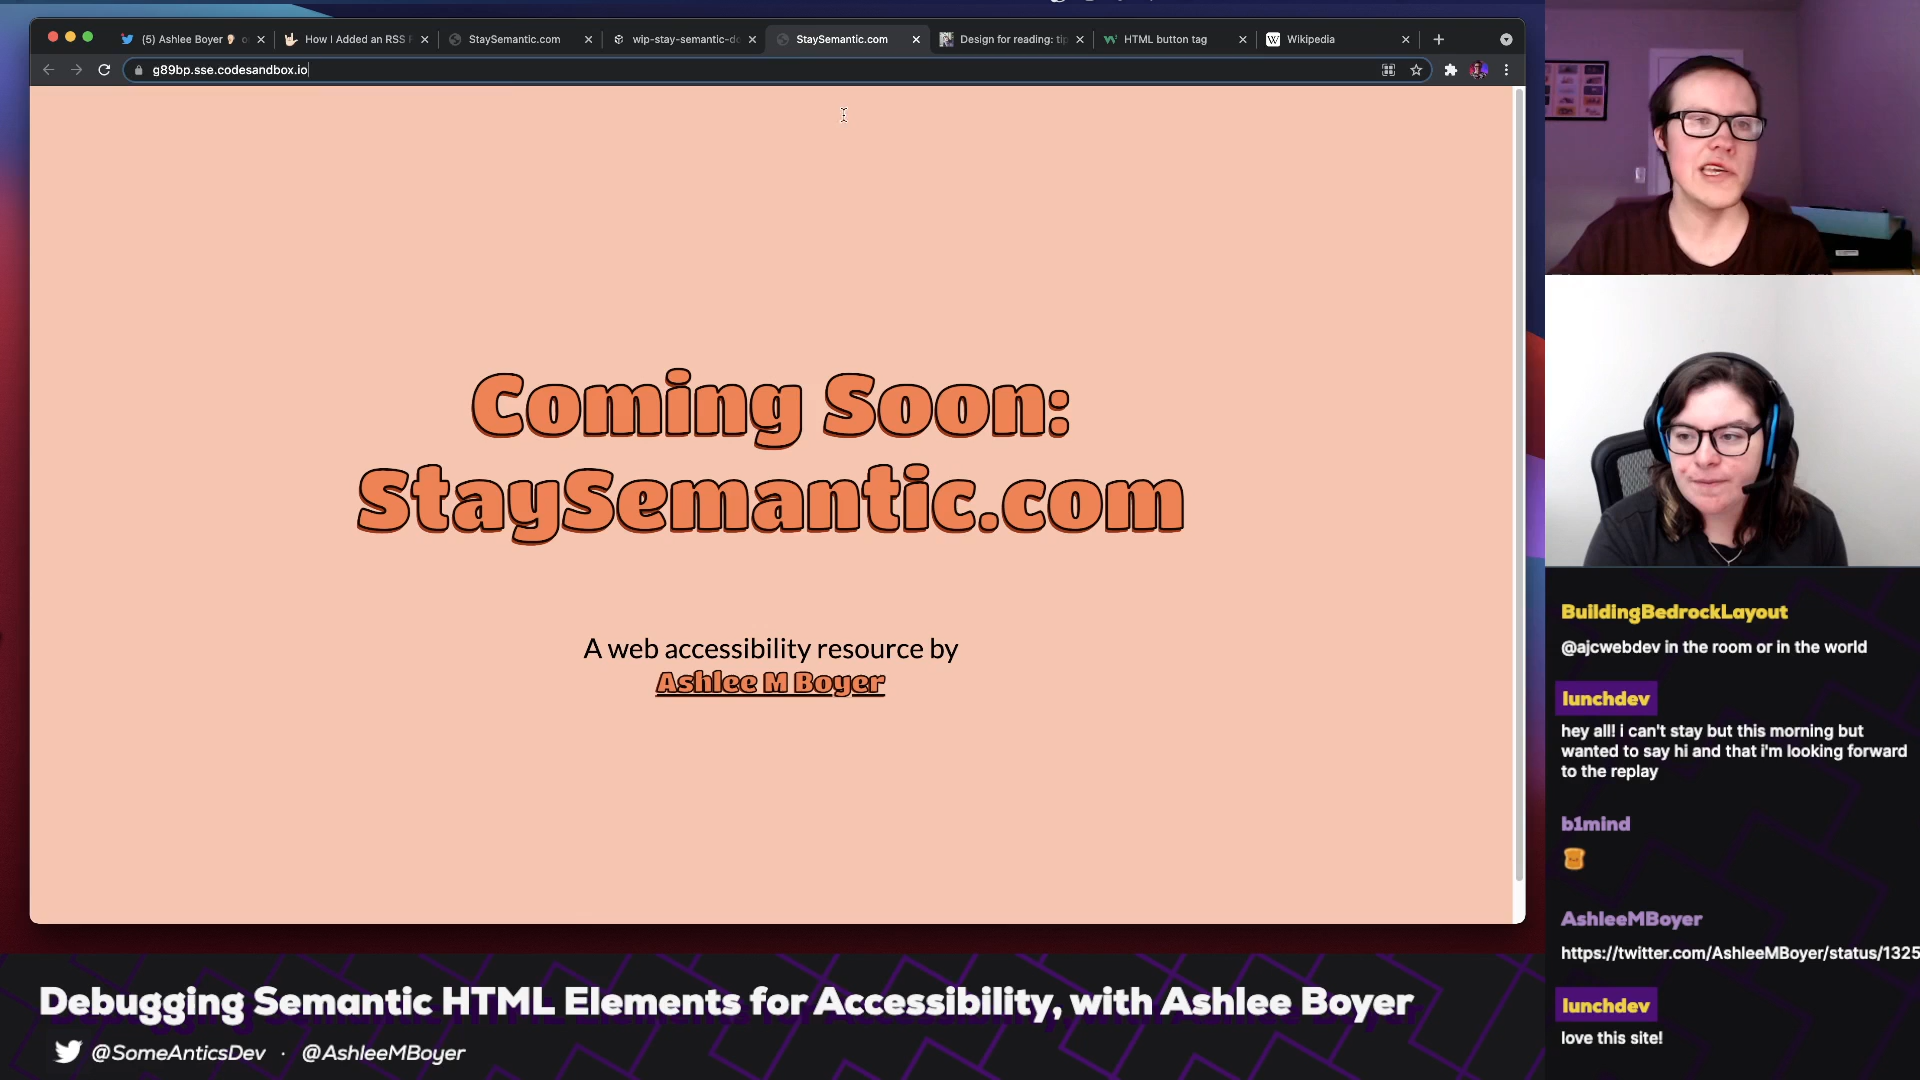 (5) Ashlee Boyer
How I Added an RSS
StaySemantic.com
wip-stay-semantic-do
StaySemantic.com
Design for reading: tip
HTML button tag
W Wikipedia
g89bp.sse.codesandbox.io
Coming Soon:
StaySemantic.com
A web accessibility resource by
Ashlee M Boyer
BuildingBedrockLayout
@ajcwebdev in the room or in the world
lunchdev
hey all! i can't stay but this morning but
wanted to say hi and that i'm looking forward
to the replay
b1mind
AshleeMBoyer
https://twitter.com/AshleeMBoyer/status/1325
lunchdev
love this site!
Debugging Semantic HTML Elements for Accessibility, with Ashlee Boyer
@SomeAnticsDev · @AshleeMBoyer